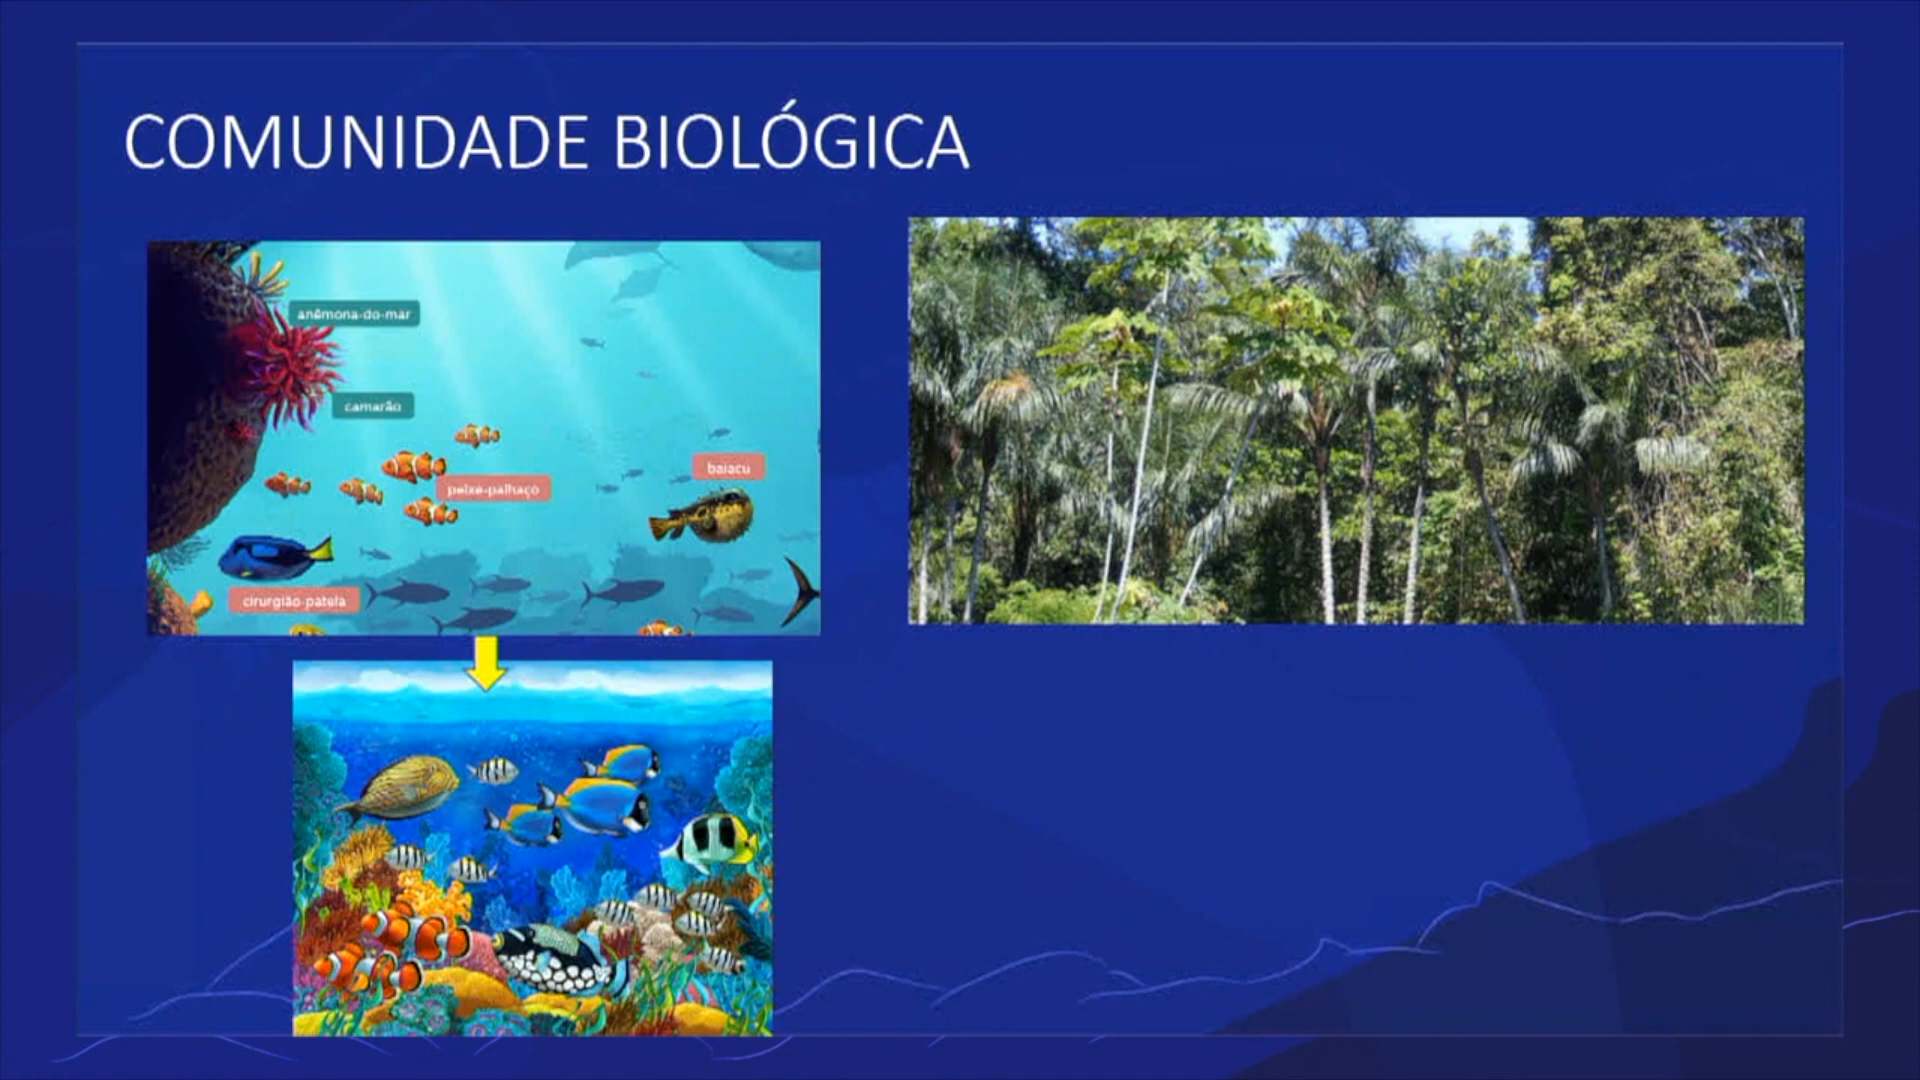 COMUNIDADE BIOLÓGICA
anêmona-do-mar
camarão
peixe-palhaço
baiacu
cirurgião-patela